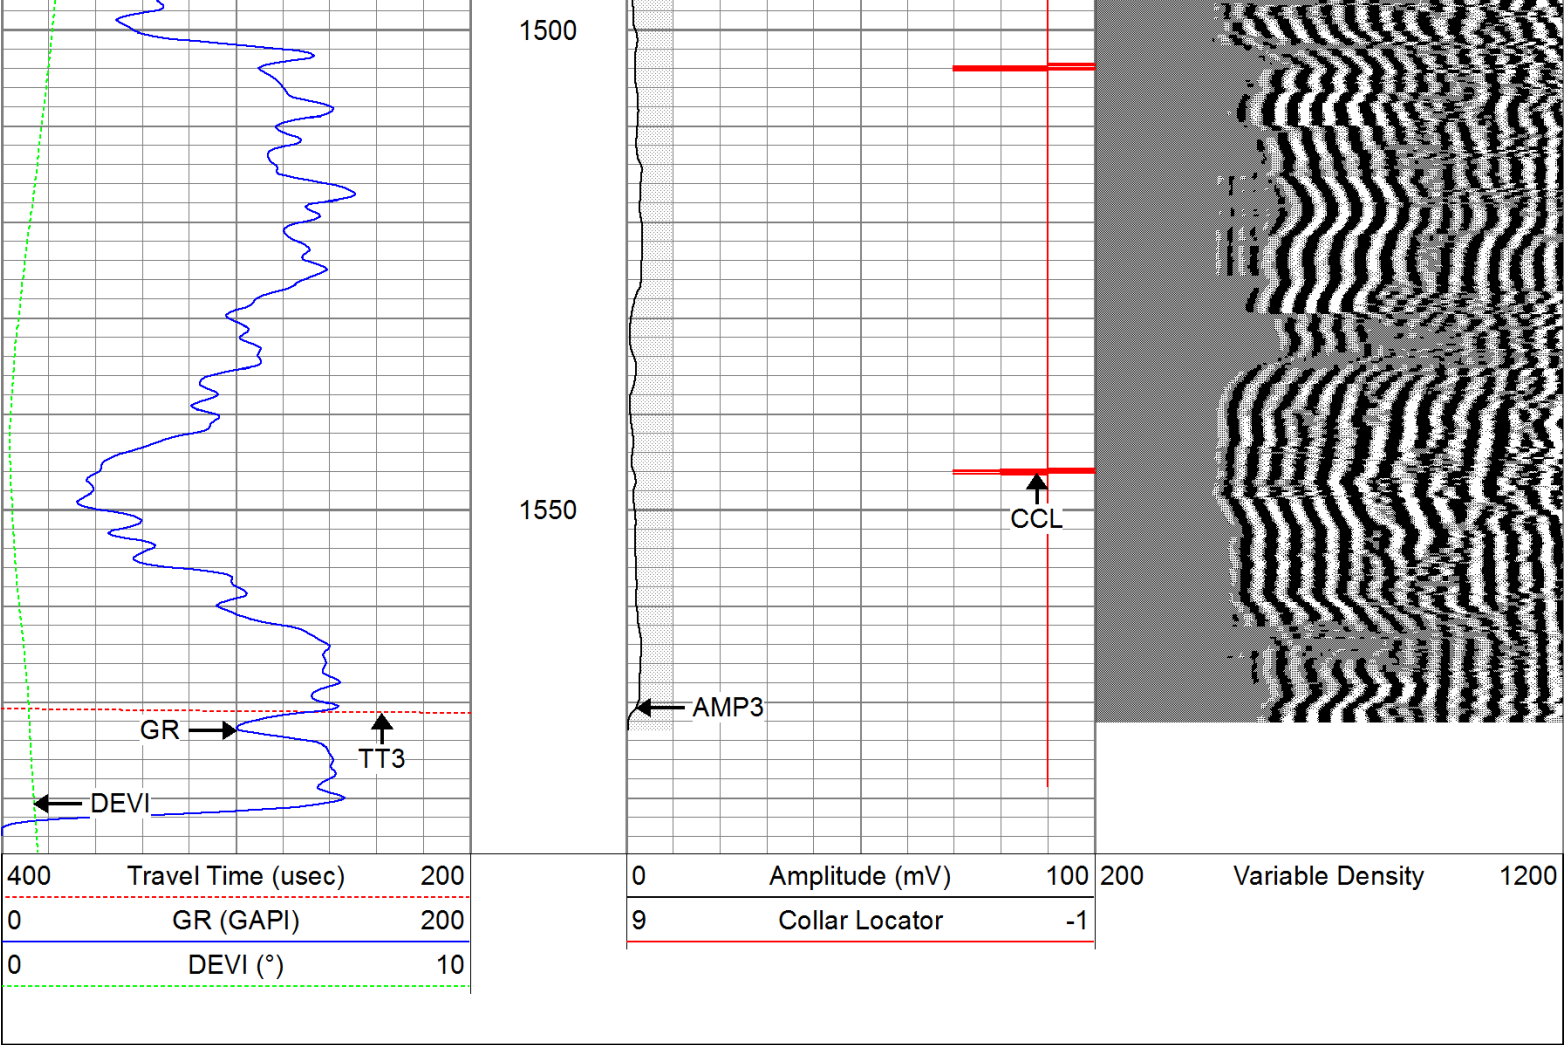 1500
1550
CCL
AMP3
GR
TT3
DEVI
400 Travel Time (usec) 200
0 GR (GAPI) 200
0 DEVI (°) 10
0 Amplitude (mV) 100
9 Collar Locator -1
200 Variable Density 1200